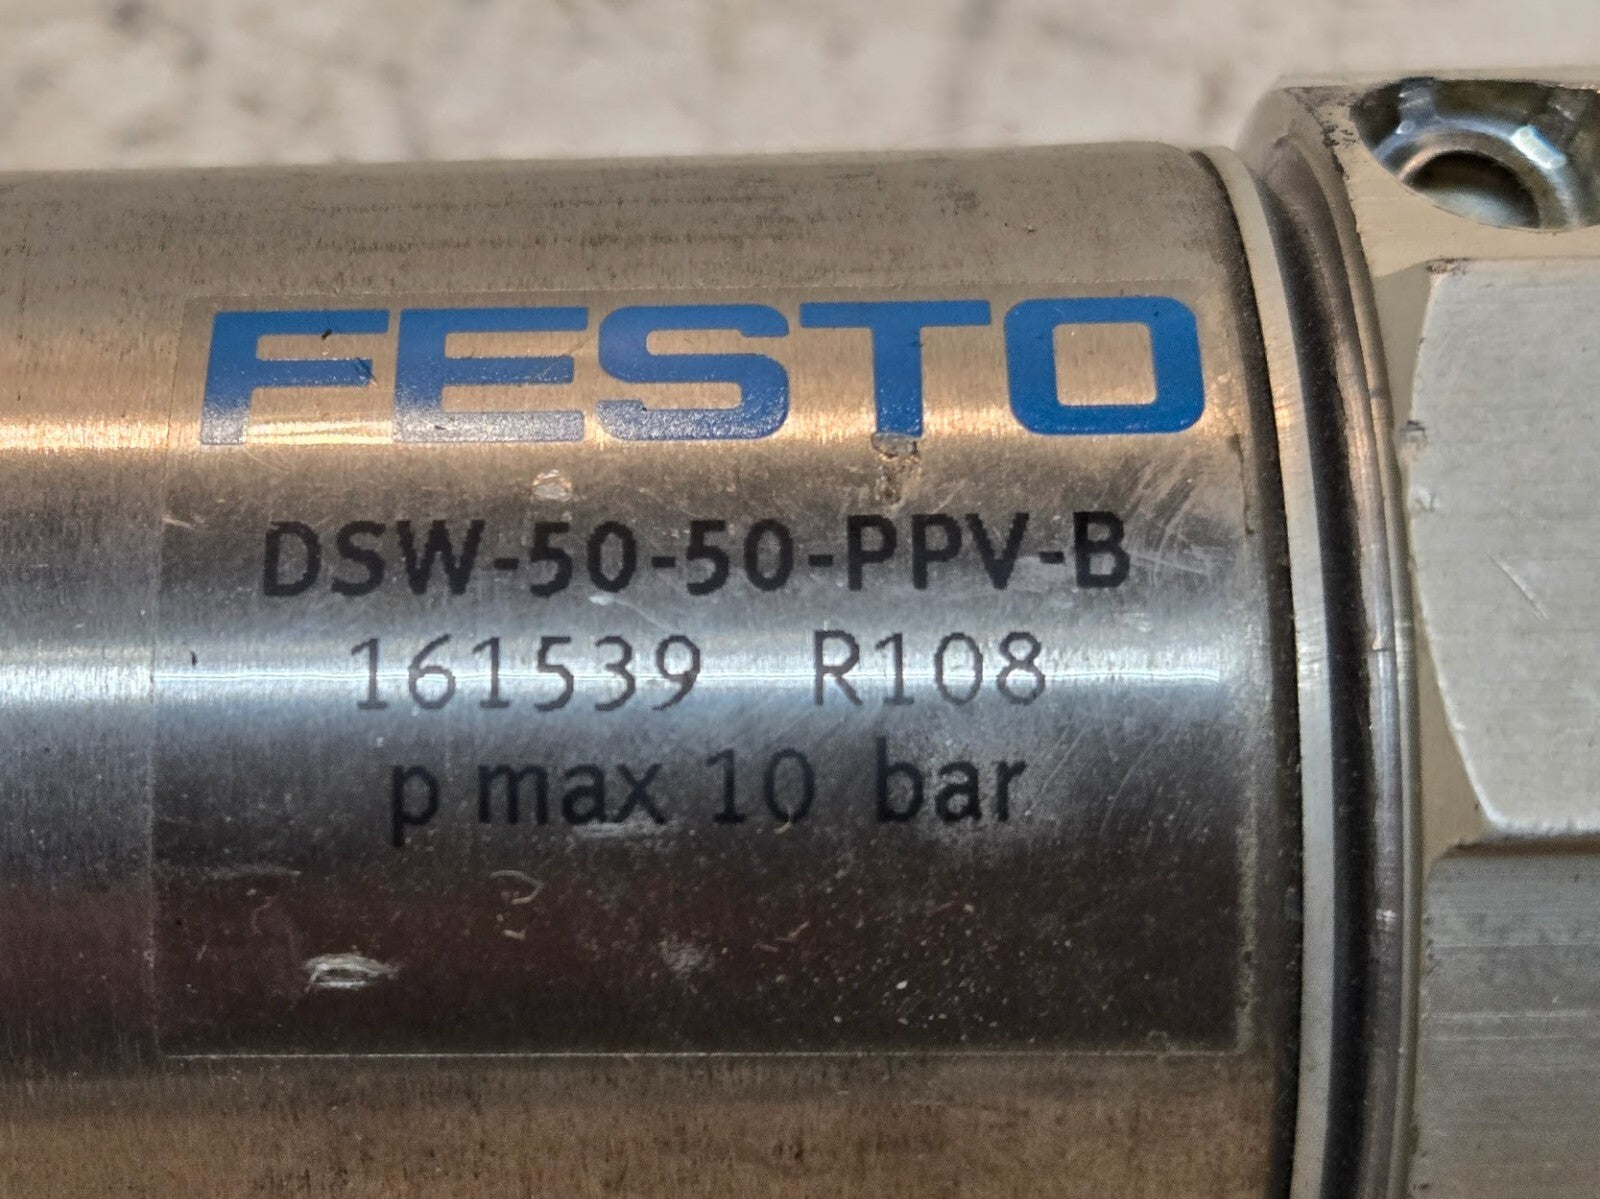 FESTO
DSW-50-50-PPV-B
161539 R108
p max 10 bar